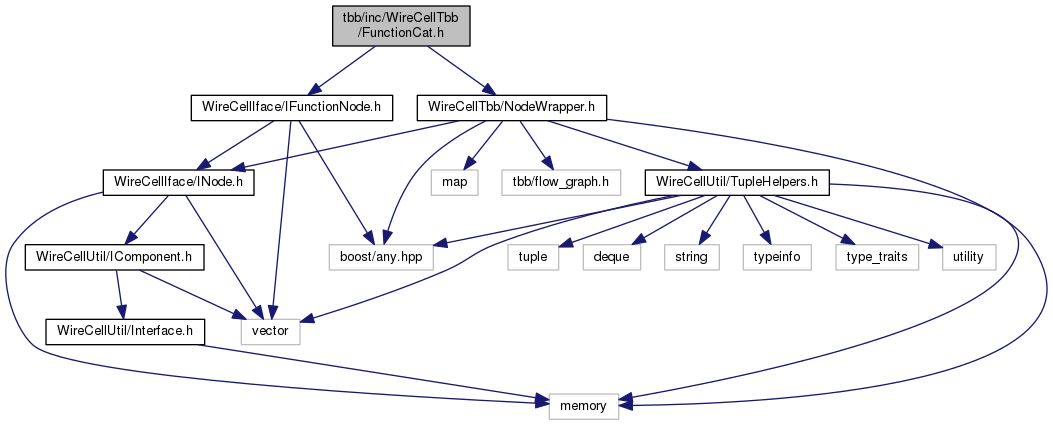 tbb/inc/WireCellTbb
/FunctionCat.h
WireCellIface/IFunctionNode.h
WireCellTbb/NodeWrapper.h
WireCellIface/INode.h
map
tbb/flow_graph.h
WireCellUtil/TupleHelpers.h
WireCellUtil/IComponent.h
boost/any.hpp
tuple
deque
string
typeinfo
type_traits
utility
WireCellUtil/Interface.h
vector
memory